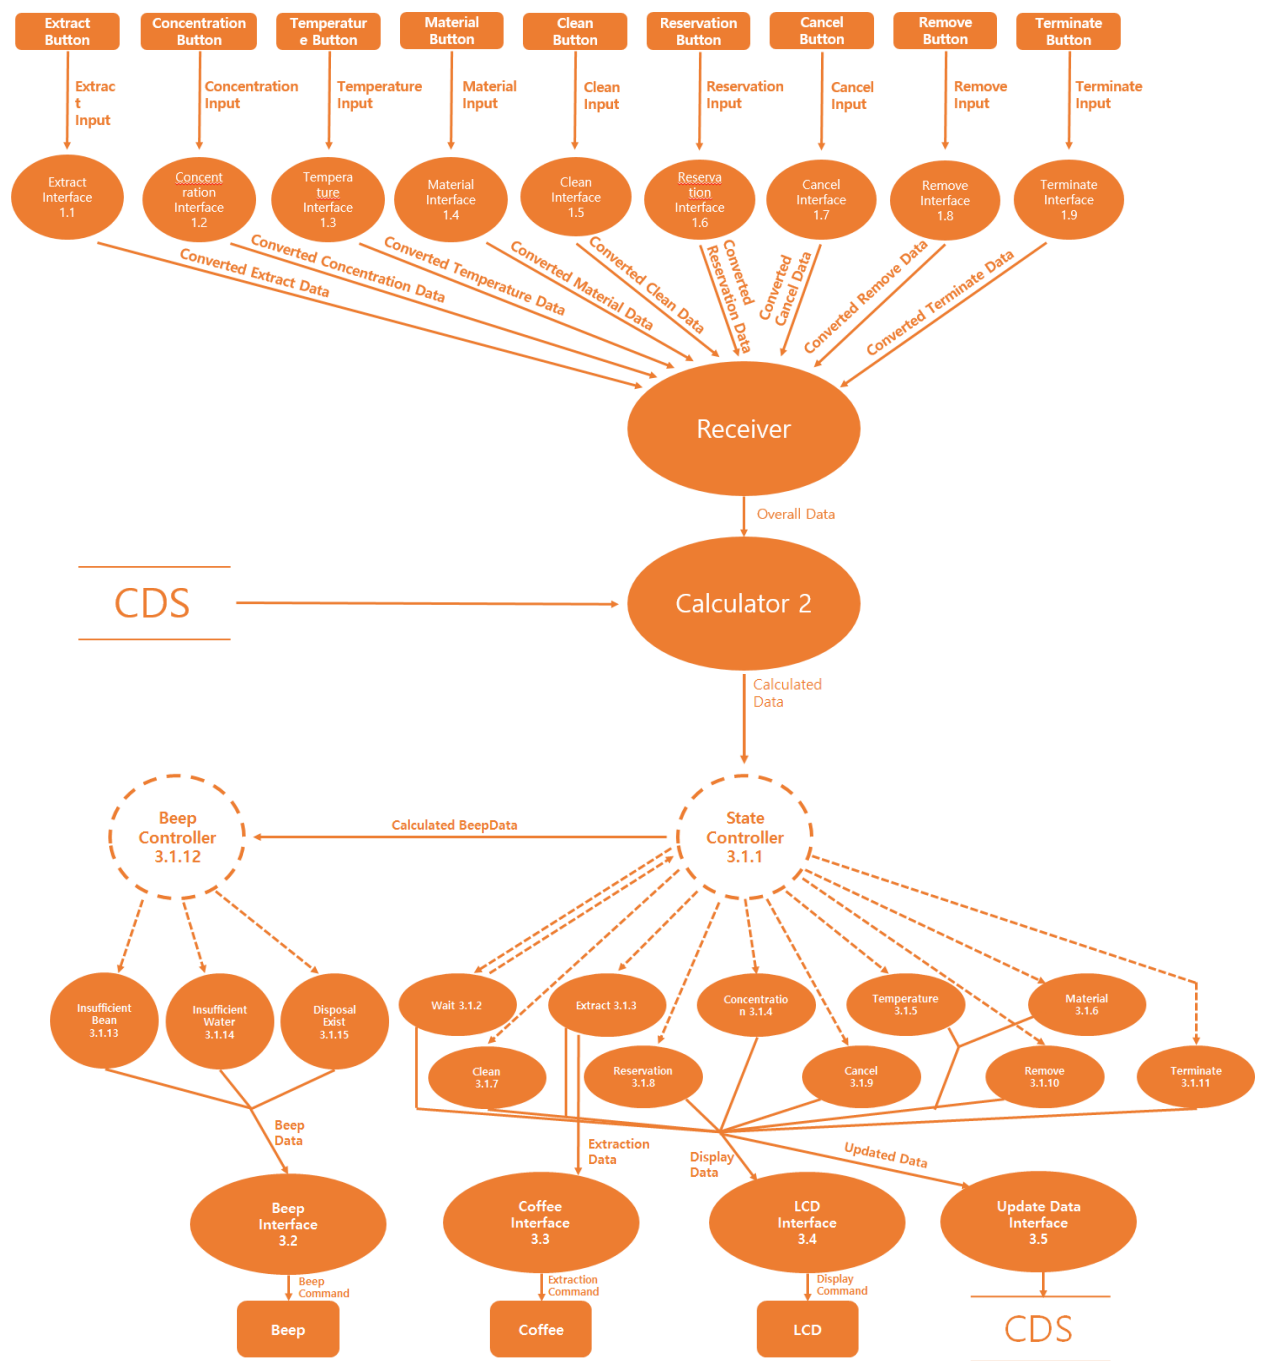 Extract
Button
Concentration
Button
Temperatur
e Button
Material
Button
Clean
Button
Reservation
Button
Cancel
Button
Remove
Button
Terminate
Button
Extrac
t
Input
Concentration
Input
Temperature
Input
Material
Input
Clean
Input
Reservation
Input
Cancel
Input
Remove
Input
Terminate
Input
Extract
Interface
1.1
Concent
ration
Interface
1.2
Tempera
ture
Interface
1.3
Material
Interface
1.4
Clean
Interface
1.5
Reserva
tion
Interface
1.6
Cancel
Interface
1.7
Remove
Interface
1.8
Terminate
Interface
1.9
Converted Extract Data
Converted Concentration Data
Converted Temperature Data
Converted Material Data
Converted Clean Data
Converted
Reservation Data
Converted
Cancel Data
Converted Remove Data
Converted Terminate Data
Receiver
Overall Data
CDS
Calculator 2
Calculated
Data
Beep
Controller
3.1.12
Calculated BeepData
State
Controller
3.1.1
Insufficient
Bean
3.1.13
Insufficient
Water
3.1.14
Disposal
Exist
3.1.15
Wait 3.1.2
Extract 3.1.3
Concentratio
n 3.1.4
Temperature
3.1.5
Material
3.1.6
Clean
3.1.7
Reservation
3.1.8
Cancel
3.1.9
Remove
3.1.10
Terminate
3.1.11
Beep
Data
Extraction
Data
Display
Data
Updated Data
Beep
Interface
3.2
Coffee
Interface
3.3
LCD
Interface
3.4
Update Data
Interface
3.5
Beep
Command
Extraction
Command
Display
Command
Beep
Coffee
LCD
CDS